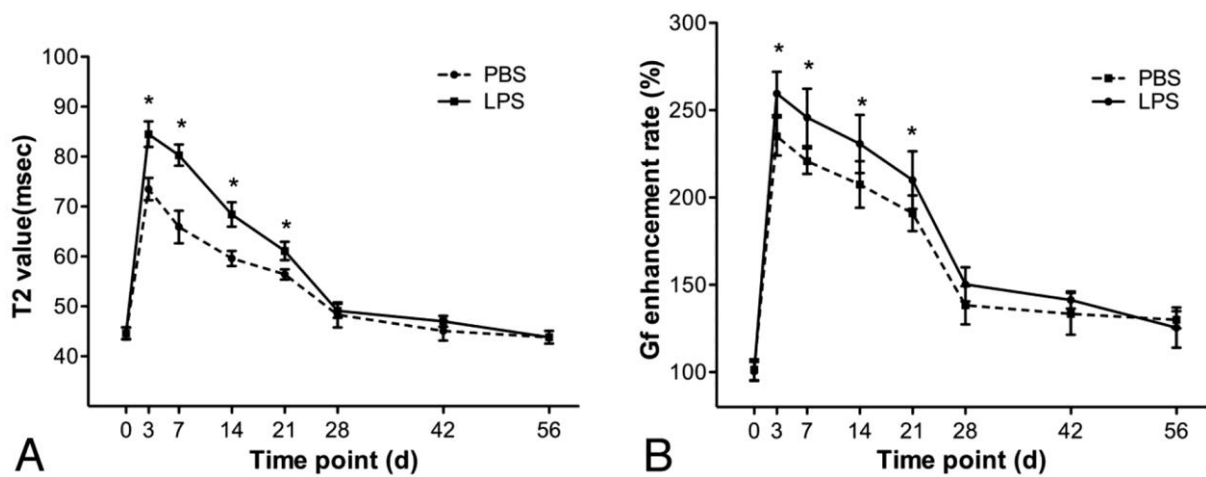 100
90
80
70
60
50
40
T2 value(msec)
PBS
LPS
*
*
*
*
0 3 7 14 21 28 42 56
Time point (d)
A
300
250
200
150
100
Gf enhancement rate (%)
PBS
LPS
*
*
*
*
0 3 7 14 21 28 42 56
Time point (d)
B